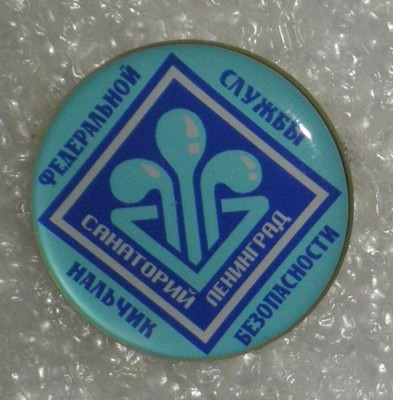 ФЕДЕРАЛЬНОЙ
СЛУЖБЫ
БЕЗОПАСНОСТИ
САНАТОРИЙ
ЛЕНИНГРАД
НАЛЬЧИК